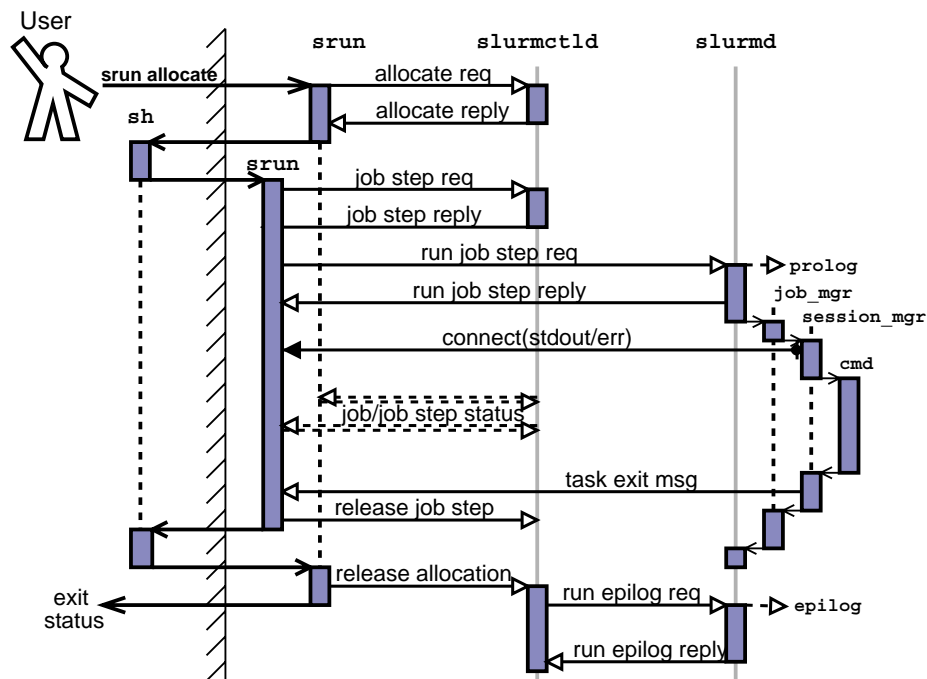 User
srun
slurmctld
slurmd
srun allocate
allocate req
allocate reply
sh
srun
job step req
job step reply
run job step req
prolog
run job step reply
job_mgr
session_mgr
connect(stdout/err)
cmd
job/job step status
task exit msg
release job step
release allocation
exit
status
run epilog req
epilog
run epilog reply